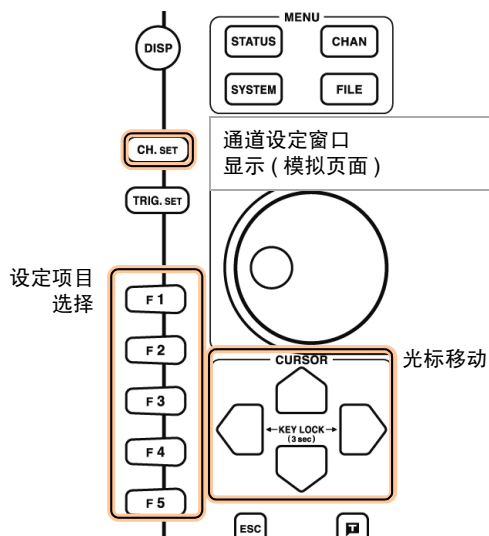 MENU
DISP
STATUS
CHAN
SYSTEM
FILE
CH. SET
通道设定窗口
显示 ( 模拟页面 )
TRIG. SET
设定项目
选择
F 1
F 2
F 3
F 4
F 5
CURSOR
光标移动
KEY LOCK
(3 sec)
ESC
T